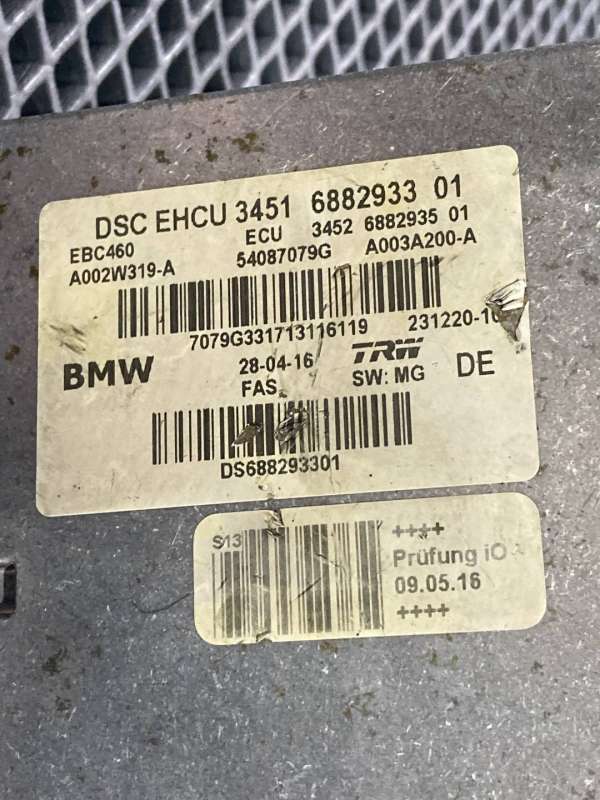 DSC EHCU 3451 6882933 01
EBC460 ECU 3452 6882935 01
A002W319-A 54087079G A003A200-A
7079G331713116119 231220-10
BMW 28-04-16 TRW DE
FAS SW: MG
DS688293301
S13 ++++
Prüfung iO
09.05.16
++++